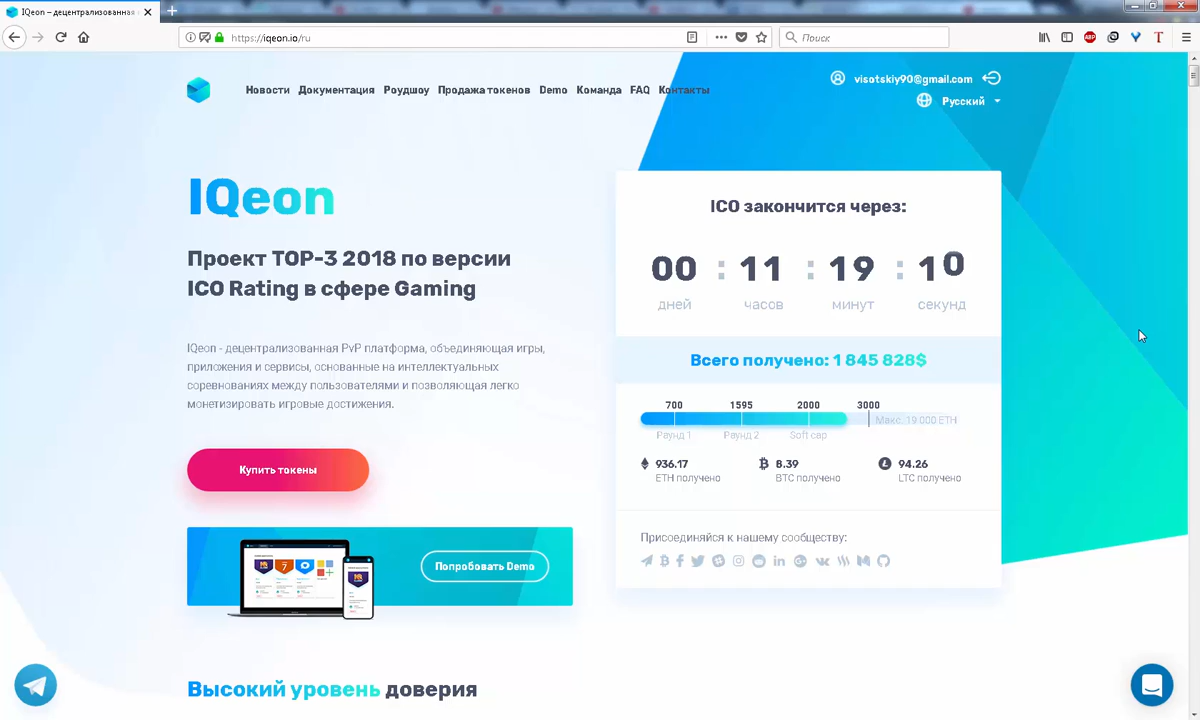 IQeon – децентрализованная
https://iqeon.io/ru
Поиск
Новости Документация Роудшоу Продажа токенов Demo Команда FAQ Контакты
visotskiy90@gmail.com
Русский
IQeon
Проект TOP-3 2018 по версии
ICO Rating в сфере Gaming
IQeon - децентрализованная PvP платформа, объединяющая игры,
приложения и сервисы, основанные на интеллектуальных
соревнованиях между пользователями и позволяющая легко
монетизировать игровые достижения.
Купить токены
Попробовать Demo
ICO закончится через:
00 : 11 : 19 : 10
дней часов минут секунд
Всего получено: 1 845 828$
700 1595 2000 3000
Макс. 19 000 ETH
Раунд 1 Раунд 2 Soft cap
936.17 8.39 94.26
ETH получено BTC получено LTC получено
Присоединяйся к нашему сообществу:
Высокий уровень доверия